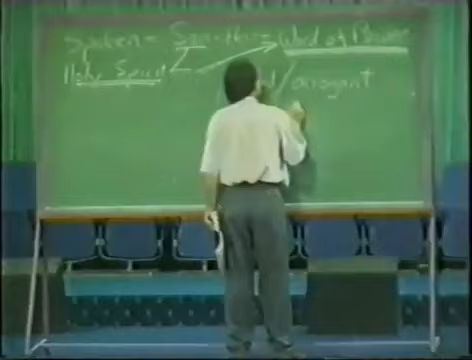 Spoken = Spirit = Word of Power
Holy Spirit
/ arrogant